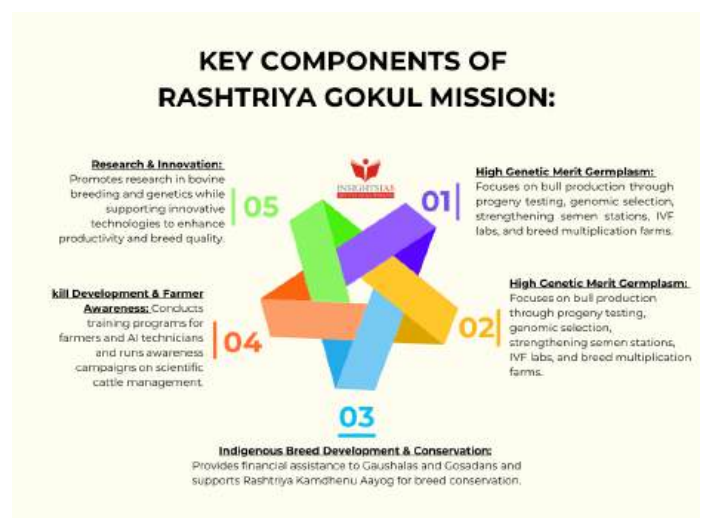 KEY COMPONENTS OF
RASHTRIYA GOKUL MISSION:
INSIGHTSIAS
01
High Genetic Merit Germplasm:
Focuses on bull production through
progeny testing, genomic selection,
strengthening semen stations, IVF
labs, and breed multiplication farms.
02
High Genetic Merit Germplasm:
Focuses on bull production
through progeny testing,
genomic selection,
strengthening semen stations,
IVF labs, and breed multiplication
farms.
03
Indigenous Breed Development & Conservation:
Provides financial assistance to Gaushalas and Gosadans and
supports Rashtriya Kamdhenu Aayog for breed conservation.
04
kill Development & Farmer
Awareness: Conducts
training programs for
farmers and AI technicians
and runs awareness
campaigns on scientific
cattle management.
05
Research & Innovation:
Promotes research in bovine
breeding and genetics while
supporting innovative
technologies to enhance
productivity and breed quality.